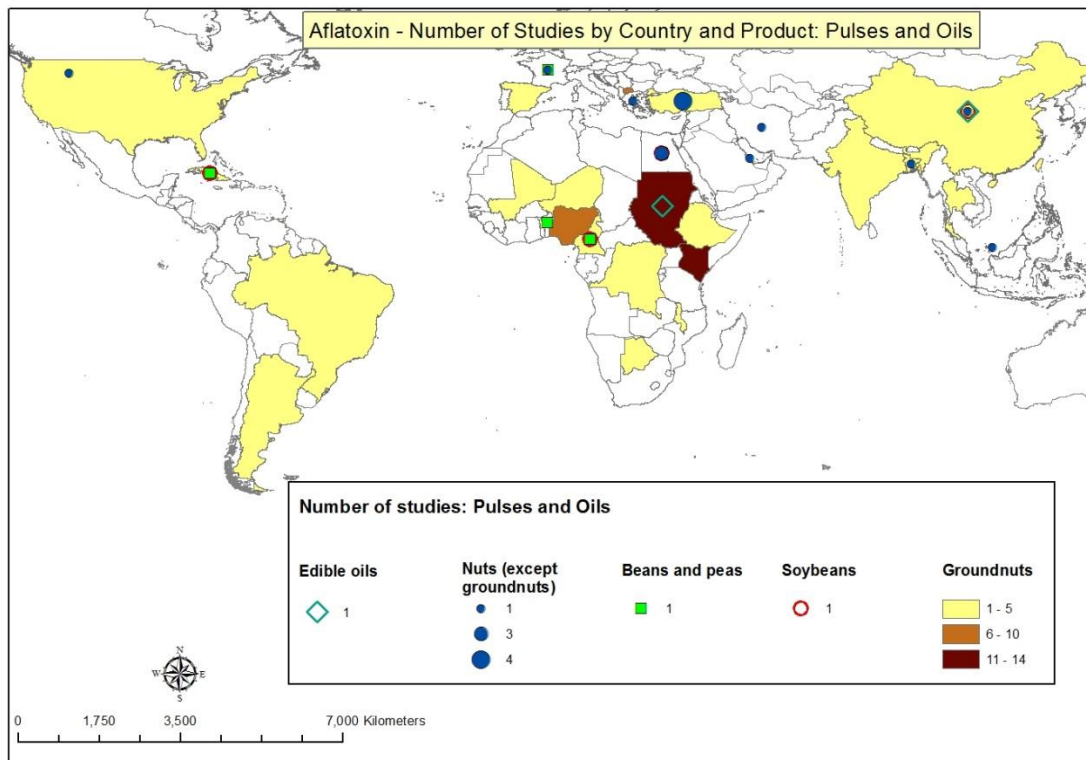 Aflatoxin - Number of Studies by Country and Product: Pulses and Oils
Number of studies: Pulses and Oils
Edible oils
1
Nuts (except
groundnuts)
1
3
4
Beans and peas
1
Soybeans
1
Groundnuts
1 - 5
6 - 10
11 - 14
N
W E
S
0 1,750 3,500 7,000 Kilometers